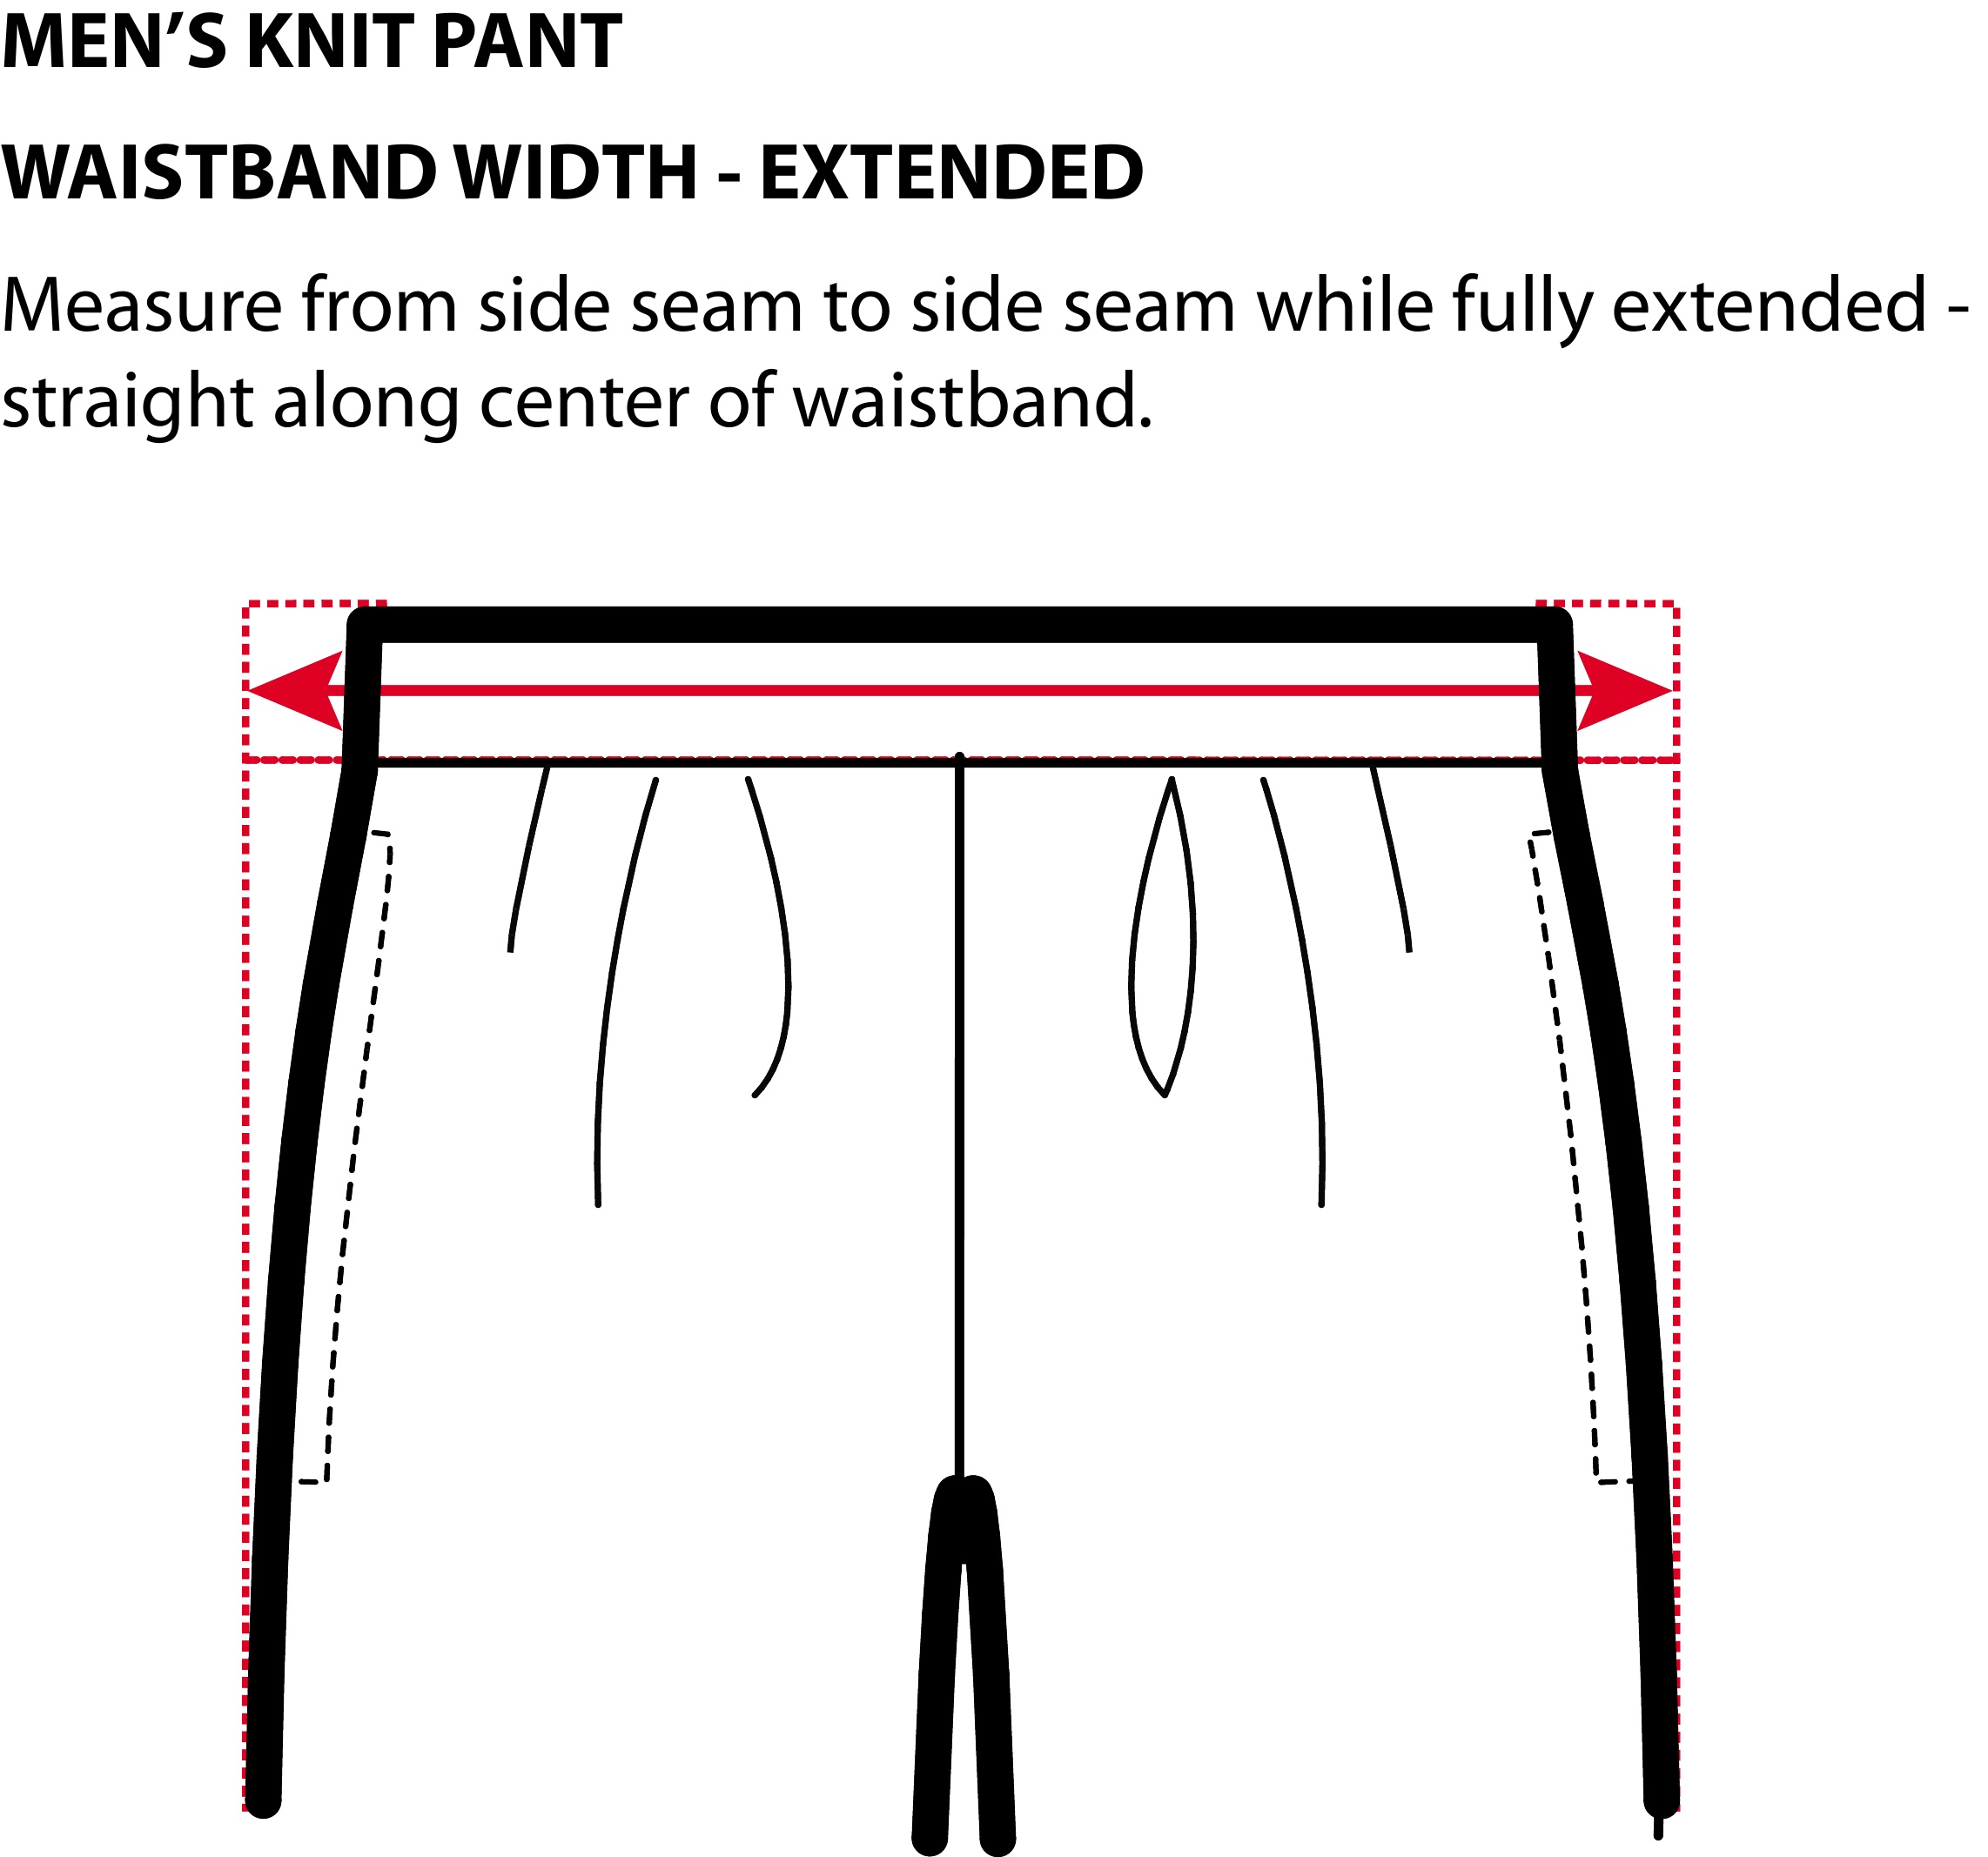 MEN’S KNIT PANT
WAISTBAND WIDTH - EXTENDED
Measure from side seam to side seam while fully extended -
straight along center of waistband.